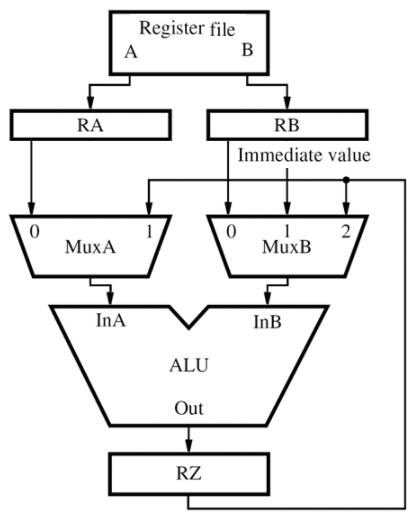 Register file
A B
RA RB
Immediate value
0 1 0 1 2
MuxA MuxB
InA InB
ALU
Out
RZ